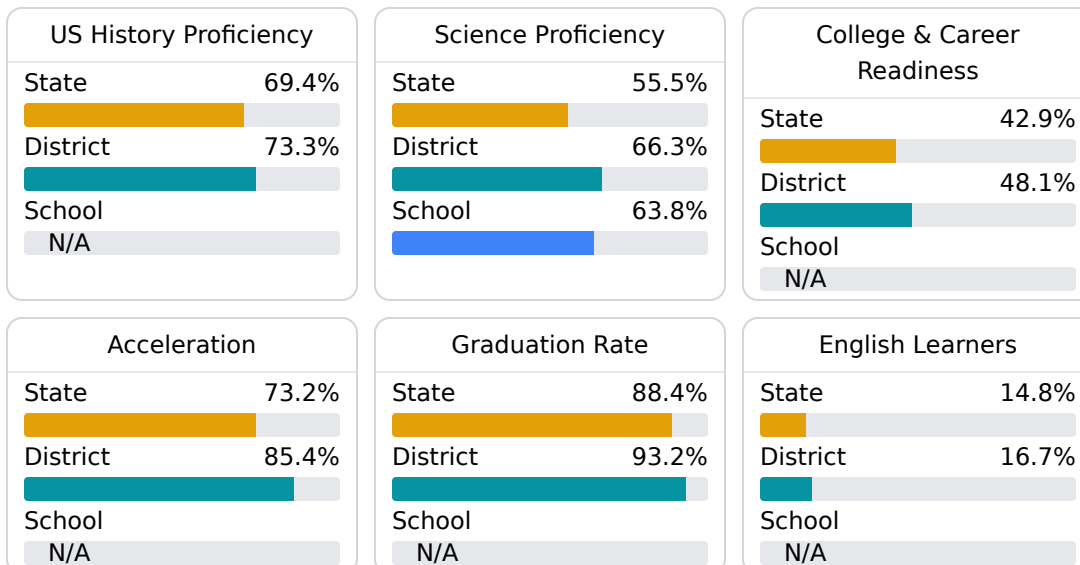 US History Proficiency
State 69.4%
District 73.3%
School
N/A
Science Proficiency
State 55.5%
District 66.3%
School 63.8%
College & Career
Readiness
State 42.9%
District 48.1%
School
N/A
Acceleration
State 73.2%
District 85.4%
School
N/A
Graduation Rate
State 88.4%
District 93.2%
School
N/A
English Learners
State 14.8%
District 16.7%
School
N/A